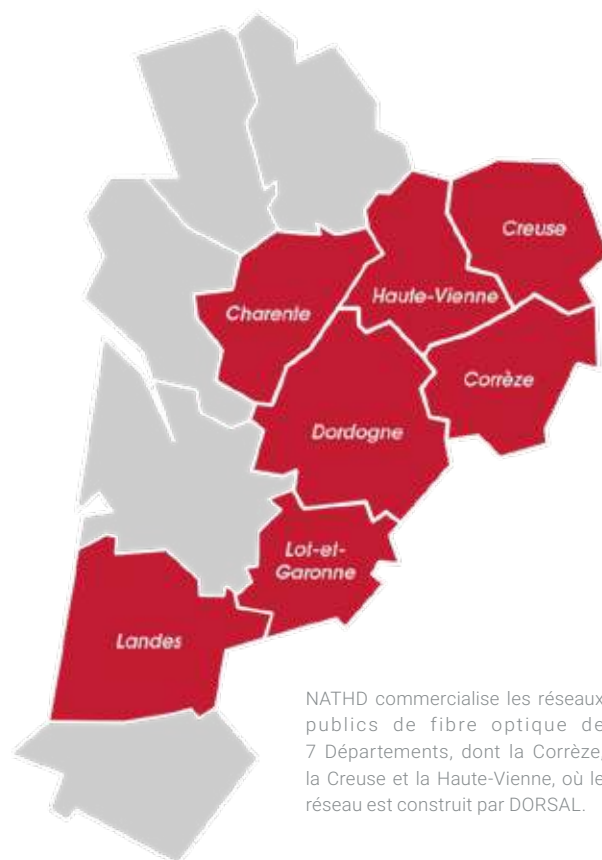 Creuse
Haute-Vienne
Charente
Corrèze
Dordogne
Lot-et-
Garonne
Landes
NATHD commercialise les réseaux
publics de fibre optique de
7 Départements, dont la Corrèze,
la Creuse et la Haute-Vienne, où le
réseau est construit par DORSAL.